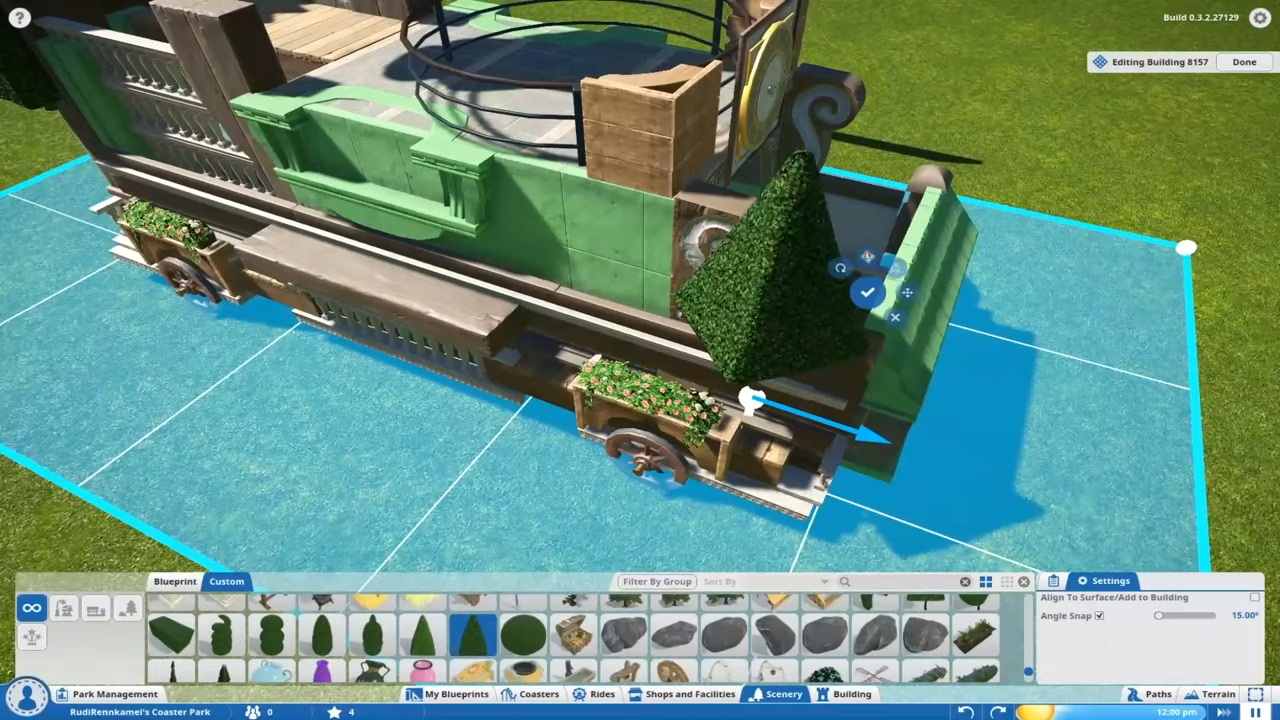 ?
Build 0.3.2.27129
Editing Building 8157
Done
Blueprint
Custom
Filter By Group
Sort By
Settings
Align To Surface/Add to Building
Angle Snap
15.00°
Park Management
My Blueprints
Coasters
Rides
Shops and Facilities
Scenery
Building
Paths
Terrain
RudiRennkamel's Coaster Park
0
4
12:00 pm